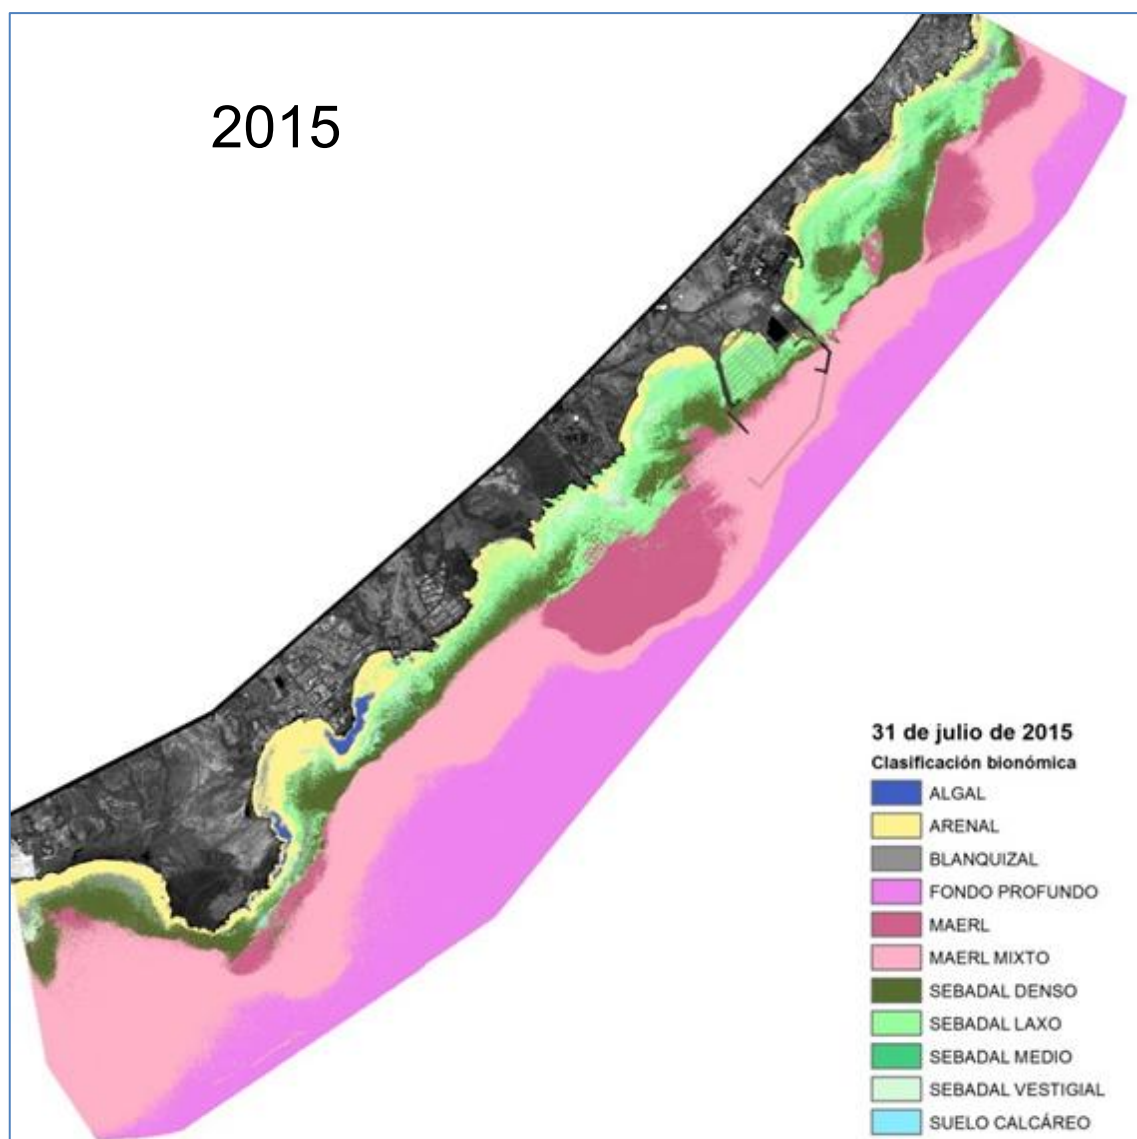 2015
31 de julio de 2015
Clasificación bionómica
ALGAL
ARENAL
BLANQUIZAL
FONDO PROFUNDO
MAERL
MAERL MIXTO
SEBADAL DENSO
SEBADAL LAXO
SEBADAL MEDIO
SEBADAL VESTIGIAL
SUELO CALCÁREO